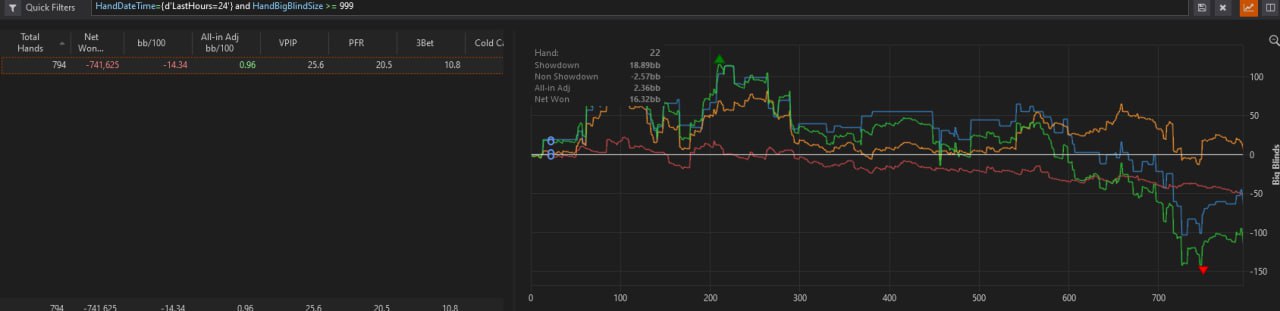 Quick Filters HandDateTime={d'LastHours=24'} and HandBigBlindSize >= 999
Total Hands Net Won... bb/100 All-in Adj bb/100 VPIP PFR 3Bet Cold Ca
794 -741,625 -14.34 0.96 25.6 20.5 10.8
794 -741,625 -14.34 0.96 25.6 20.5 10.8
Hand: 22
Showdown 18.89bb
Non Showdown -2.57bb
All-in Adj 2.36bb
Net Won 16.32bb
100
50
0
-50
-100
-150
Big Blinds
0 100 200 300 400 500 600 700